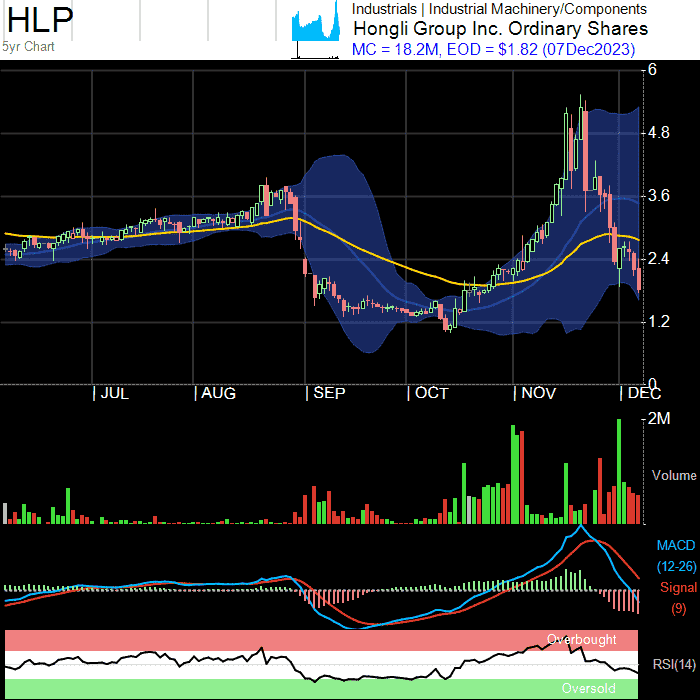 HLP
5yr Chart
Industrials | Industrial Machinery/Components
Hongli Group Inc. Ordinary Shares
MC = 18.2M, EOD = $1.82 (07Dec2023)
6
4.8
3.6
2.4
1.2
0
| JUL | AUG | SEP | OCT | NOV | DEC
2M
Volume
MACD
(12-26)
Signal
(9)
Overbought
RSI(14)
Oversold